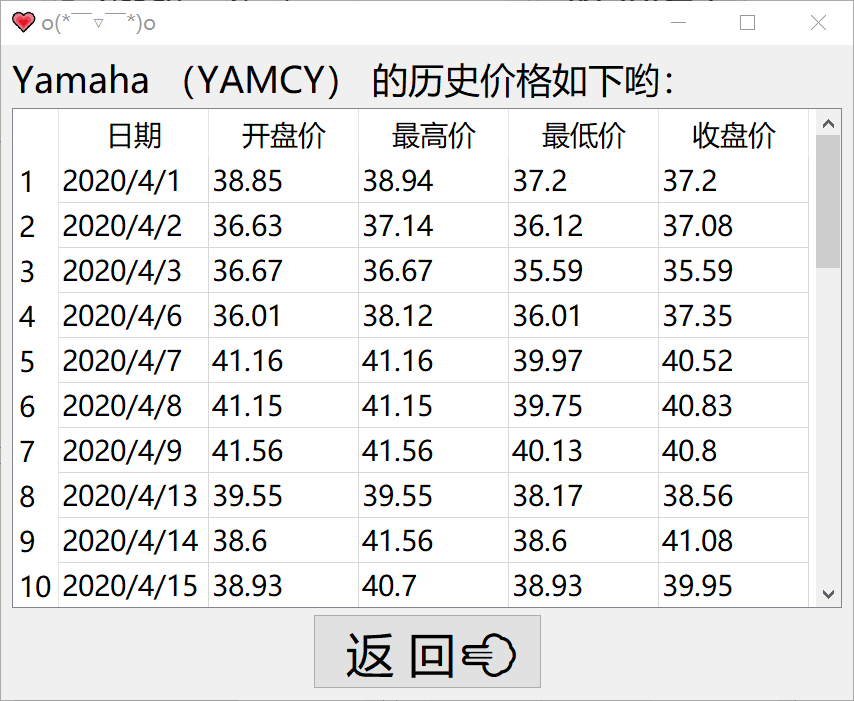 o(*￣▽￣*)o
Yamaha （YAMCY） 的历史价格如下哟：
日期 开盘价 最高价 最低价 收盘价
1 2020/4/1 38.85 38.94 37.2 37.2
2 2020/4/2 36.63 37.14 36.12 37.08
3 2020/4/3 36.67 36.67 35.59 35.59
4 2020/4/6 36.01 38.12 36.01 37.35
5 2020/4/7 41.16 41.16 39.97 40.52
6 2020/4/8 41.15 41.15 39.75 40.83
7 2020/4/9 41.56 41.56 40.13 40.8
8 2020/4/13 39.55 39.55 38.17 38.56
9 2020/4/14 38.6 41.56 38.6 41.08
10 2020/4/15 38.93 40.7 38.93 39.95
返 回